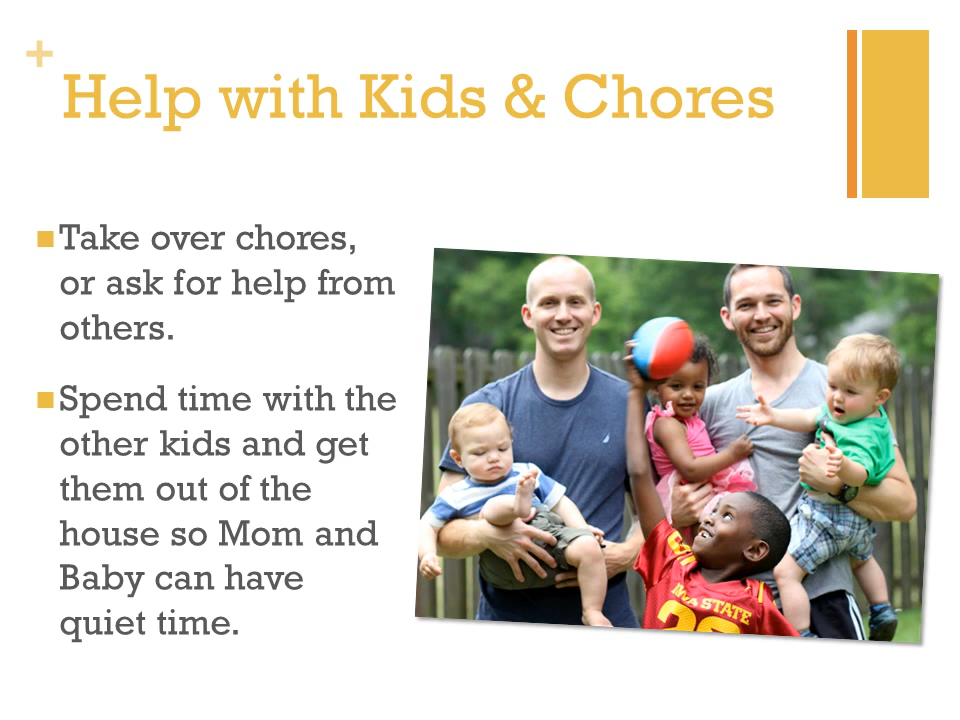 +
Help with Kids & Chores
Take over chores,
or ask for help from
others.
Spend time with the
other kids and get
them out of the
house so Mom and
Baby can have
quiet time.
IOWA STATE